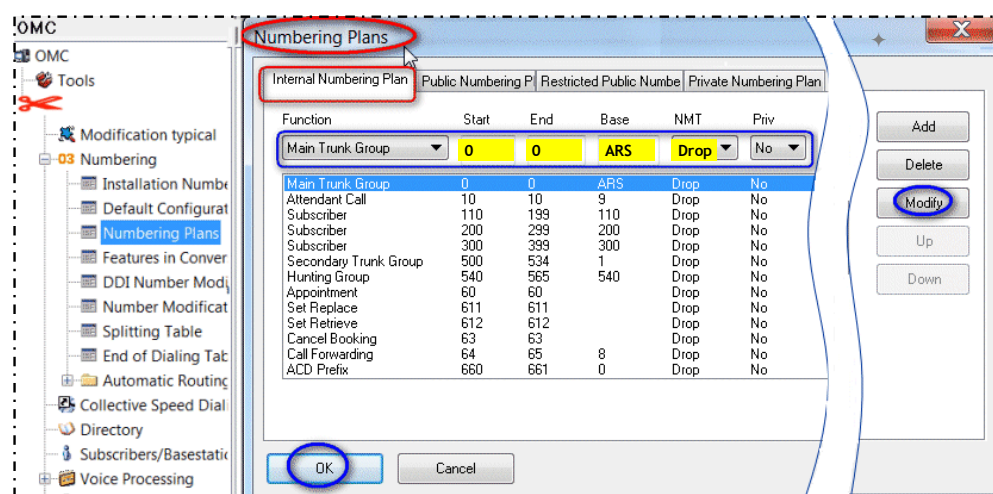 OMC
OMC
Tools
Modification typical
03 Numbering
Installation Numbe
Default Configurat
Numbering Plans
Features in Conver
DDI Number Modi
Number Modificat
Splitting Table
End of Dialing Tab
Automatic Routing
Collective Speed Dial
Directory
Subscribers/Basestatic
Voice Processing
Numbering Plans
Internal Numbering Plan Public Numbering Pl Restricted Public Numbe Private Numbering Plan
Function Start End Base NMT Priv
Main Trunk Group 0 0 ARS Drop No
Main Trunk Group 0 0 ARS Drop No
Attendant Call 10 10 9 Drop No
Subscriber 110 199 110 Drop No
Subscriber 200 299 200 Drop No
Subscriber 300 399 300 Drop No
Secondary Trunk Group 500 534 1 Drop No
Hunting Group 540 565 540 Drop No
Appointment 60 60 Drop No
Set Replace 611 611 Drop No
Set Retrieve 612 612 Drop No
Cancel Booking 63 63 Drop No
Call Forwarding 64 65 8 Drop No
ACD Prefix 660 661 0 Drop No
Add
Delete
Modify
Up
Down
OK Cancel